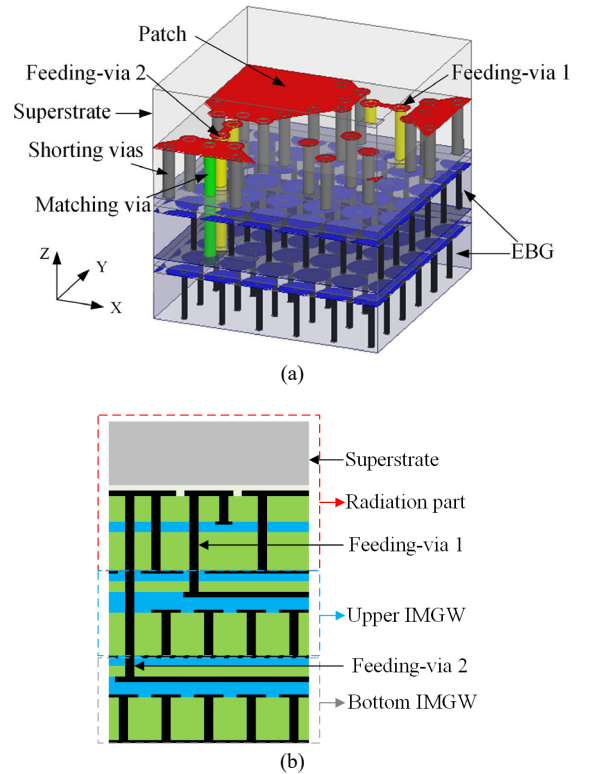 Patch
Feeding-via 2
Feeding-via 1
Superstrate
Shorting vias
Matching via
EBG
Z
Y
X
(a)
Superstrate
Radiation part
Feeding-via 1
Upper IMGW
Feeding-via 2
Bottom IMGW
(b)